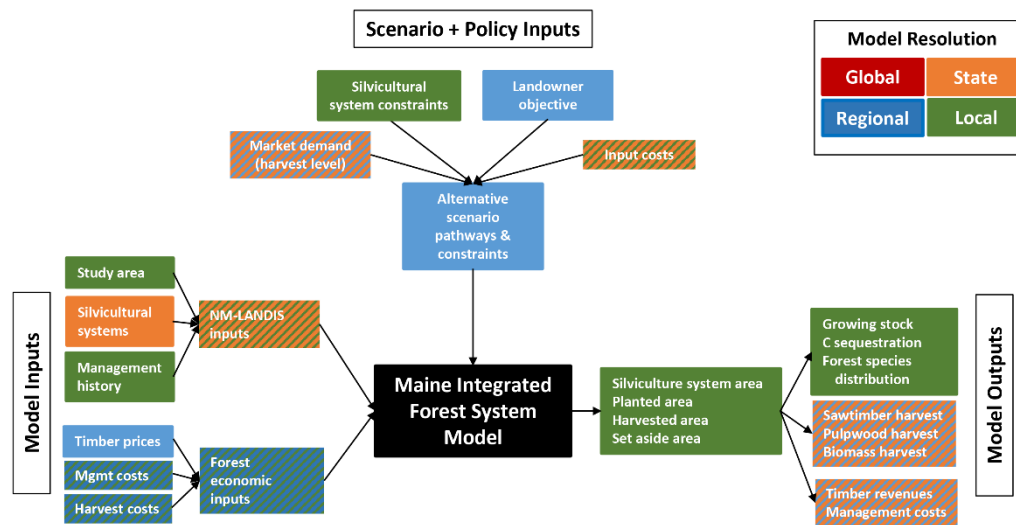 Scenario + Policy Inputs
Model Resolution
Global
State
Regional
Local
Silvicultural
system constraints
Landowner
objective
Market demand
(harvest level)
Input costs
Alternative
scenario
pathways &
constraints
Model Inputs
Study area
Silvicultural
systems
Management
history
NM-LANDIS
inputs
Timber prices
Mgmt costs
Harvest costs
Forest
economic
inputs
Maine Integrated
Forest System
Model
Silviculture system area
Planted area
Harvested area
Set aside area
Growing stock
C sequestration
Forest species
distribution
Sawtimber harvest
Pulpwood harvest
Biomass harvest
Timber revenues
Management costs
Model Outputs